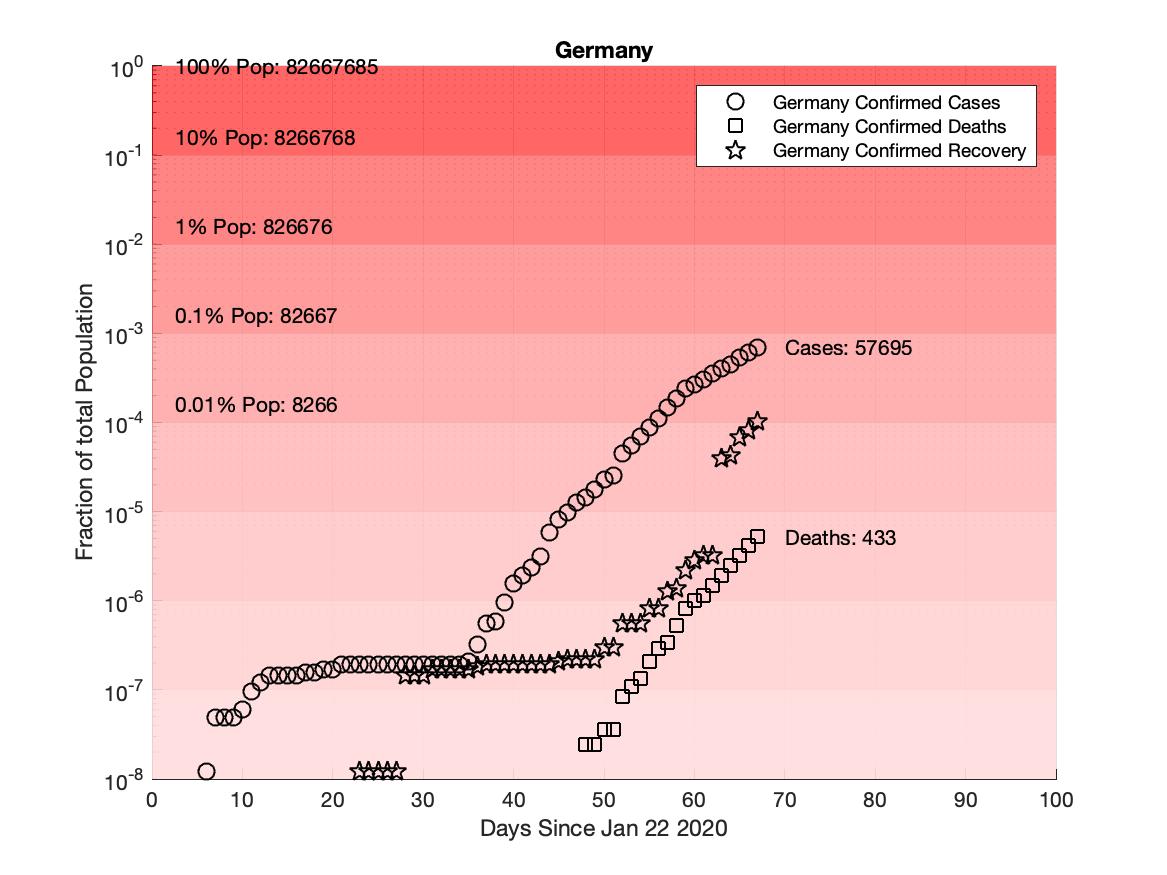 Germany
10^0
100% Pop: 82667685
Germany Confirmed Cases
Germany Confirmed Deaths
Germany Confirmed Recovery
10% Pop: 8266768
10^-1
1% Pop: 826676
10^-2
0.1% Pop: 82667
10^-3
Cases: 57695
0.01% Pop: 8266
10^-4
10^-5
Deaths: 433
10^-6
10^-7
10^-8
Fraction of total Population
0 10 20 30 40 50 60 70 80 90 100
Days Since Jan 22 2020